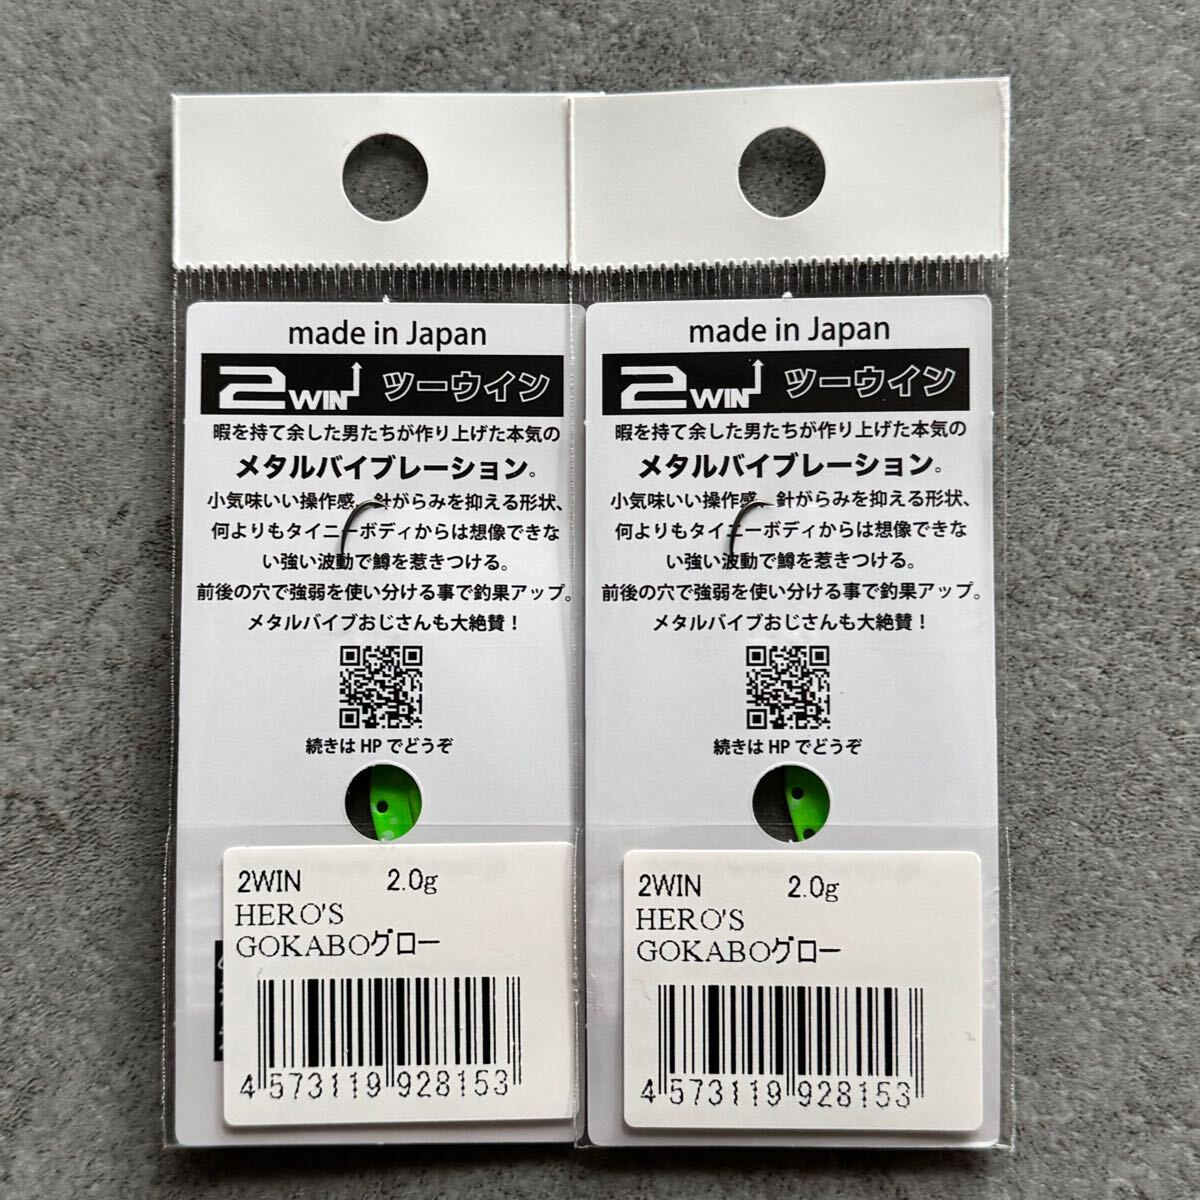 made in Japan
2WIN ツーウイン
暇を持て余した男たちが作り上げた本気の
メタルバイブレーション。
小気味いい操作感、針がらみを抑える形状、
何よりもタイニーボディからは想像できな
い強い波動で鱒を惹きつける。
前後の穴で強弱を使い分ける事で釣果アップ。
メタルバイブおじさんも大絶賛！
続きは HP でどうぞ
2WIN 2.0g
HERO'S
GOKABOグロー
4 573119 928153
made in Japan
2WIN ツーウイン
暇を持て余した男たちが作り上げた本気の
メタルバイブレーション。
小気味いい操作感、針がらみを抑える形状、
何よりもタイニーボディからは想像できな
い強い波動で鱒を惹きつける。
前後の穴で強弱を使い分ける事で釣果アップ。
メタルバイブおじさんも大絶賛！
続きは HP でどうぞ
2WIN 2.0g
HERO'S
GOKABOグロー
4 573119 928153